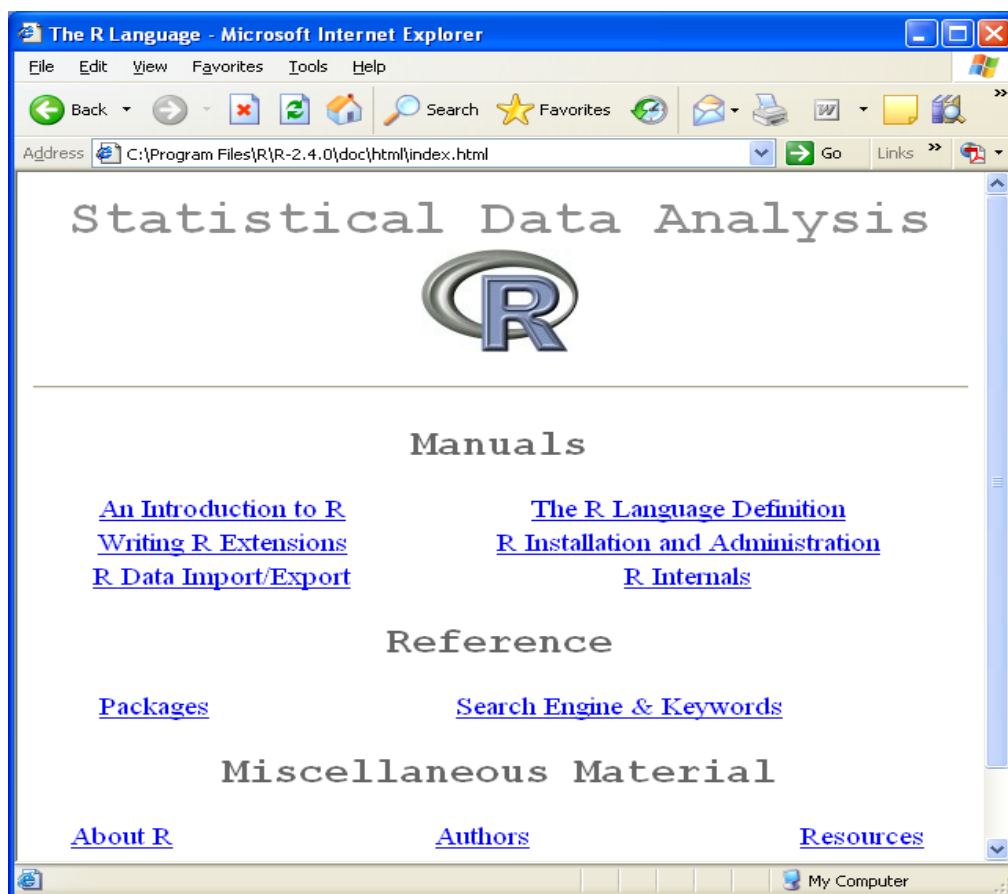 The R Language - Microsoft Internet Explorer
File Edit View Favorites Tools Help
Back Search Favorites W »
Address C:\Program Files\R\R-2.4.0\doc\html\index.html Go Links »
Statistical Data Analysis
R
Manuals
An Introduction to R The R Language Definition
Writing R Extensions R Installation and Administration
R Data Import/Export R Internals
Reference
Packages Search Engine & Keywords
Miscellaneous Material
About R Authors Resources
My Computer